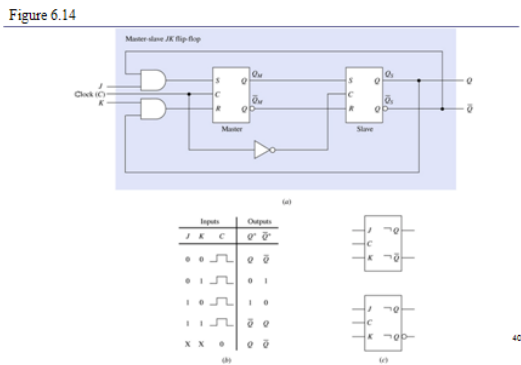 Figure 6.14
Master-slave JK flip-flop
J
Clock (C)
K
S Q Q_M
C
R Q Q̅_M
Master
S Q Q_S
C
R Q Q̅_S
Slave
Q
Q̅
(a)
Inputs Outputs
J K C Q⁺ Q̅⁺
0 0 Q Q̅
0 1 0 1
1 0 1 0
1 1 Q̅ Q
X X 0 Q Q̅
(b)
J ¬Q
C
K ¬Q̅
J ¬Q
C
K ¬Q
(c)
40